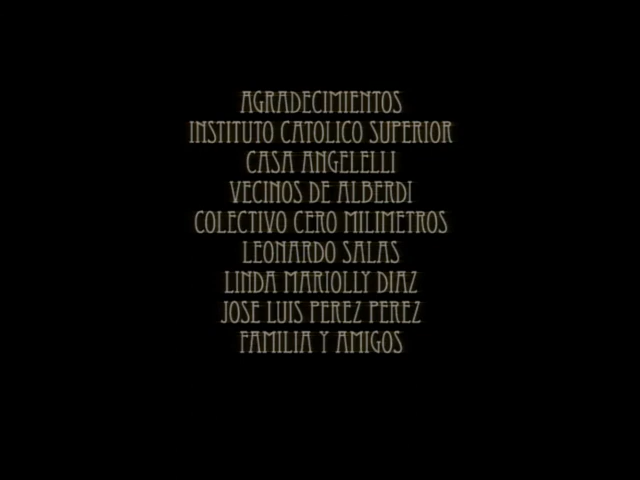 AGRADECIMIENTOS
INSTITUTO CATOLICO SUPERIOR
CASA ANGELELLI
VECINOS DE ALBERDI
COLECTIVO CERO MILIMETROS
LEONARDO SALAS
LINDA MARIOLLY DIAZ
JOSE LUIS PEREZ PEREZ
FAMILIA Y AMIGOS